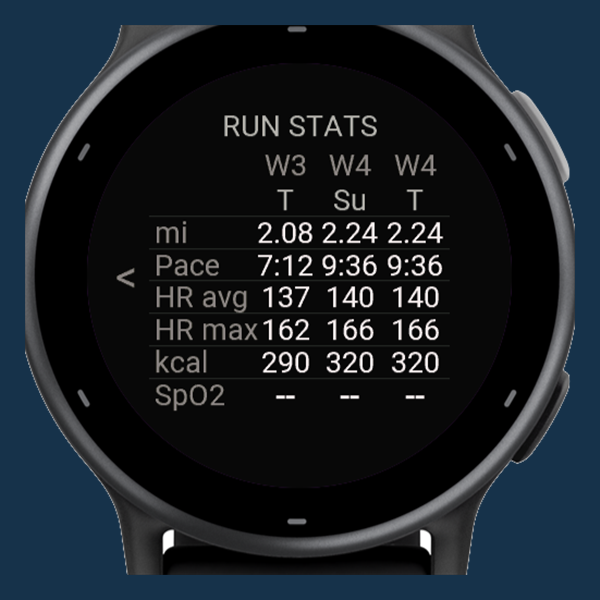 RUN STATS
W3 W4 W4
T Su T
mi 2.08 2.24 2.24
< Pace 7:12 9:36 9:36
HR avg 137 140 140
HR max 162 166 166
kcal 290 320 320
SpO2 -- -- --